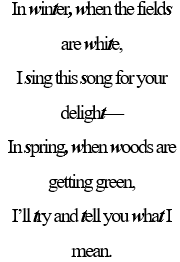 In winter, when the fields
are white,
I sing this song for your
delight—
In spring, when woods are
getting green,
I'll try and tell you what I
mean.